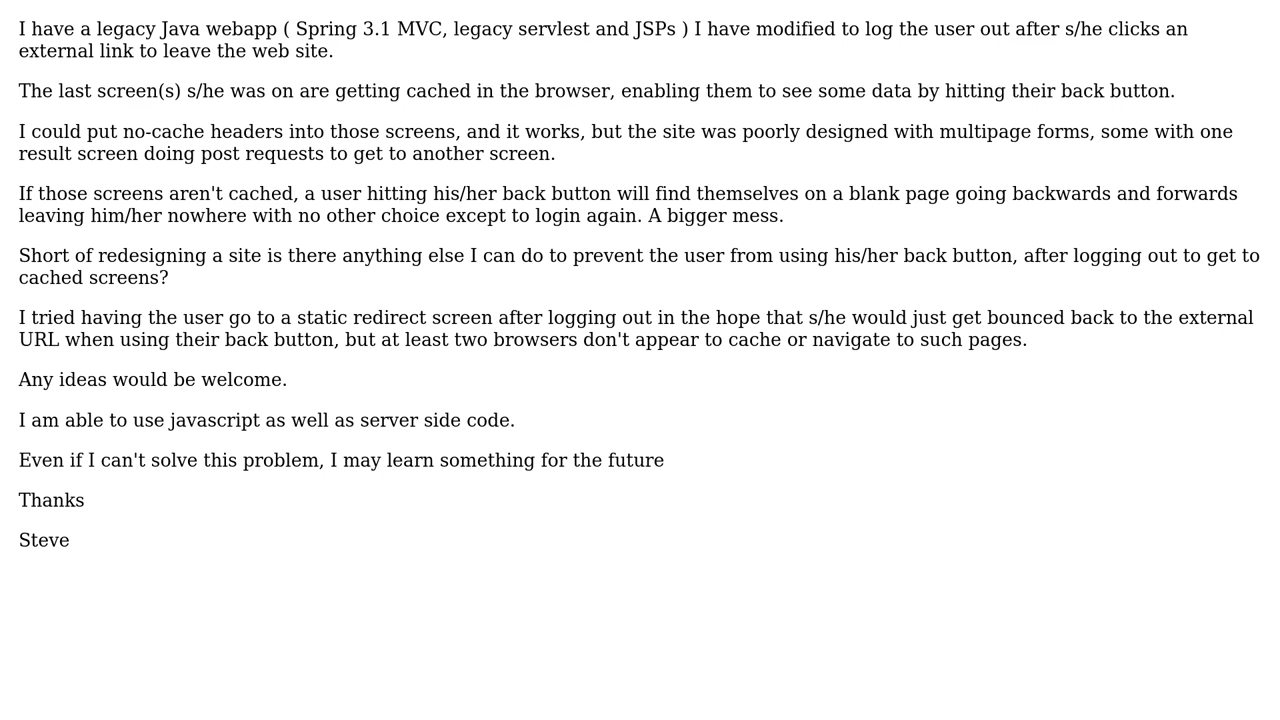 I have a legacy Java webapp ( Spring 3.1 MVC, legacy servlest and JSPs ) I have modified to log the user out after s/he clicks an
external link to leave the web site.
The last screen(s) s/he was on are getting cached in the browser, enabling them to see some data by hitting their back button.
I could put no-cache headers into those screens, and it works, but the site was poorly designed with multipage forms, some with one
result screen doing post requests to get to another screen.
If those screens aren't cached, a user hitting his/her back button will find themselves on a blank page going backwards and forwards
leaving him/her nowhere with no other choice except to login again. A bigger mess.
Short of redesigning a site is there anything else I can do to prevent the user from using his/her back button, after logging out to get to
cached screens?
I tried having the user go to a static redirect screen after logging out in the hope that s/he would just get bounced back to the external
URL when using their back button, but at least two browsers don't appear to cache or navigate to such pages.
Any ideas would be welcome.
I am able to use javascript as well as server side code.
Even if I can't solve this problem, I may learn something for the future
Thanks
Steve